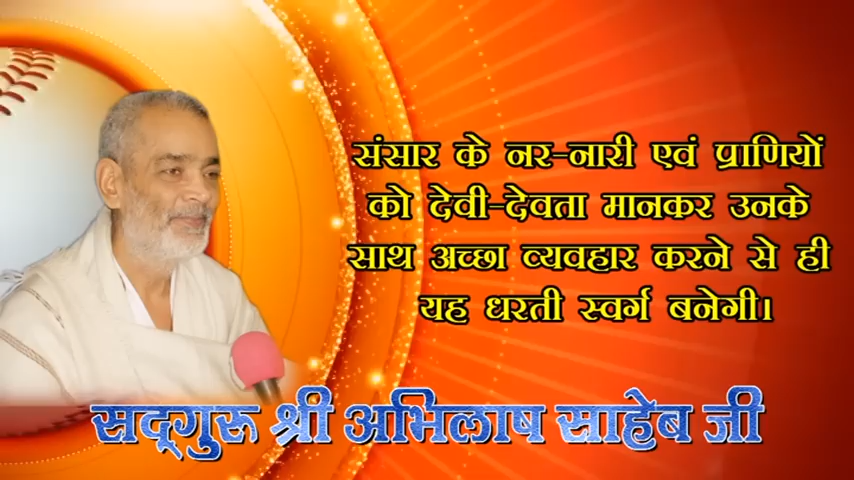 संसार के नर-नारी एवं प्राणियों
को देवी-देवता मानकर उनके
साथ अच्छा व्यवहार करने से ही
यह धरती स्वर्ग बनेगी।
सद्गुरु श्री अभिलाष साहेब जी